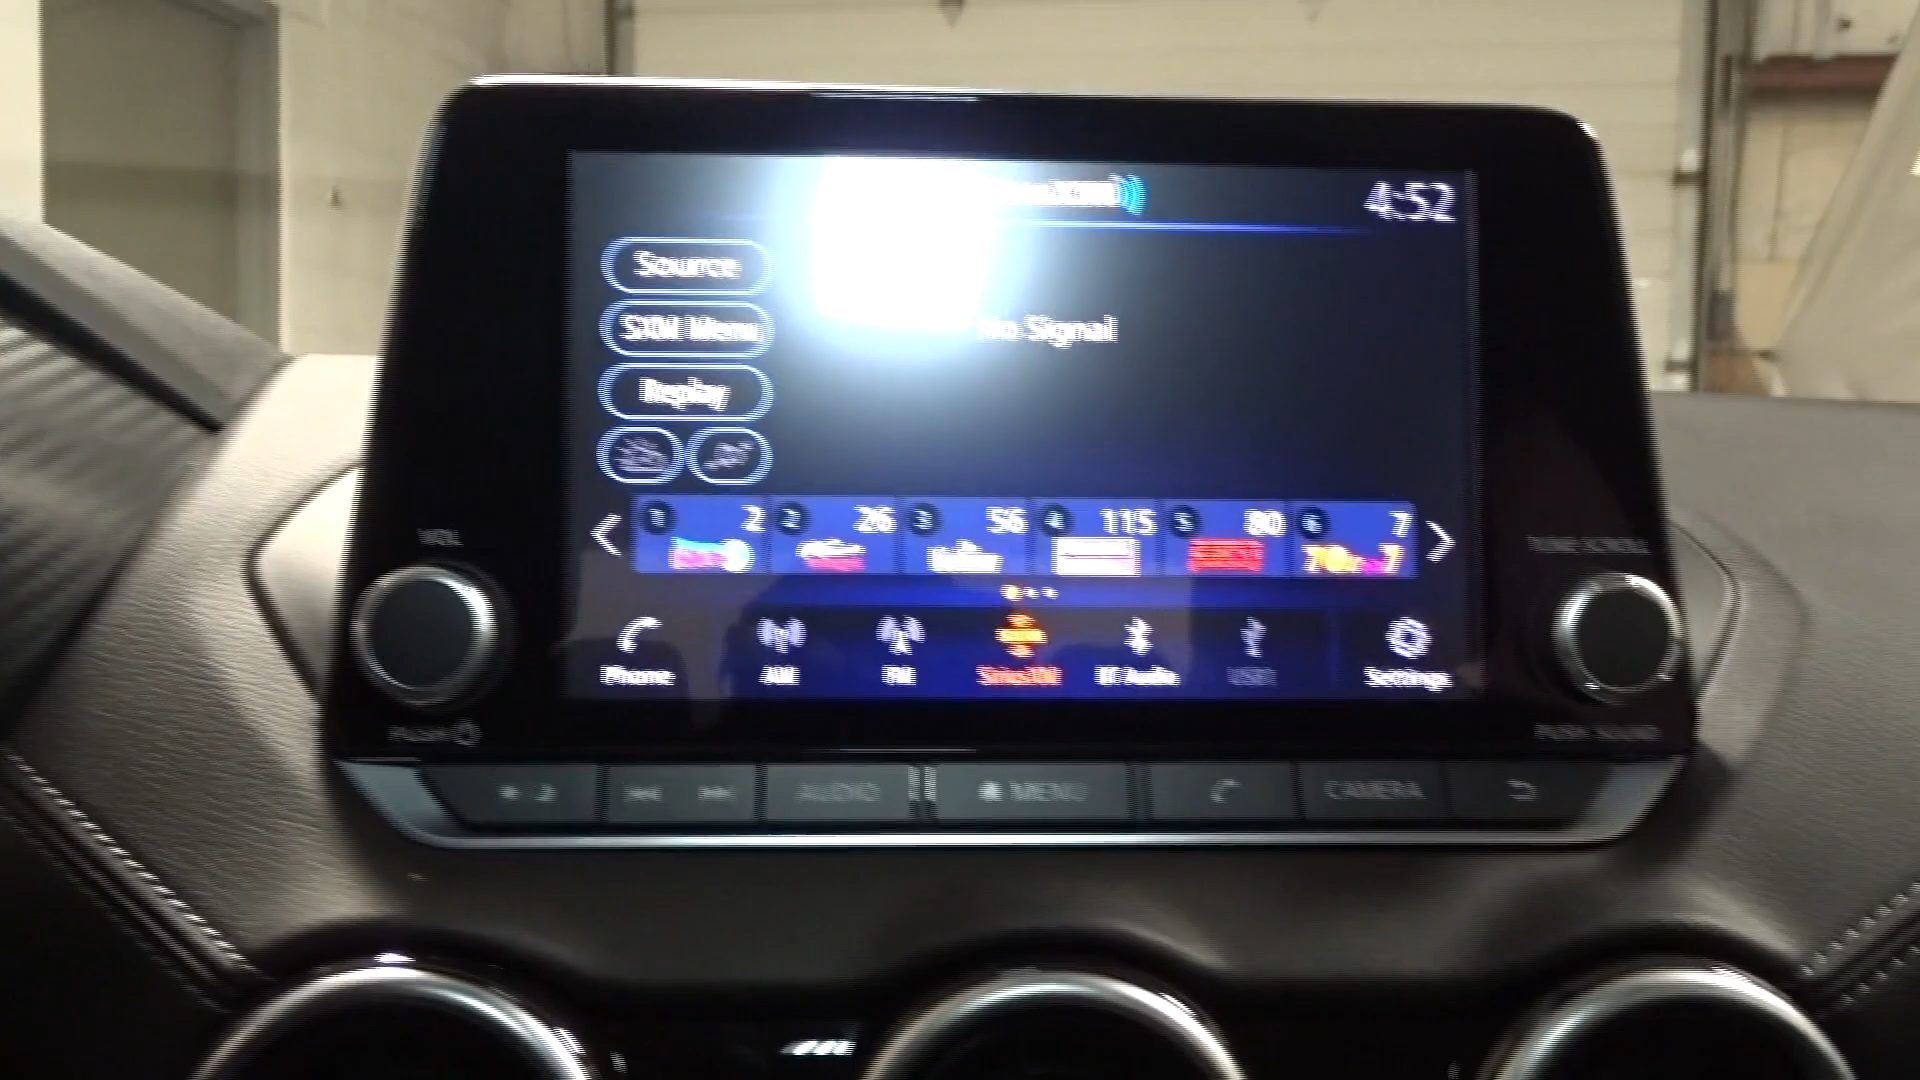 4:52
Source
SXM Menu
No Signal
Replay
1 2 2 26 3 56 4 115 5 80 6 7
VOL
TUNE·SCROLL
Phone AM FM SiriusXM BT Audio USB1 Settings
PUSH
PUSH SOUND
AUDIO MENU CAMERA